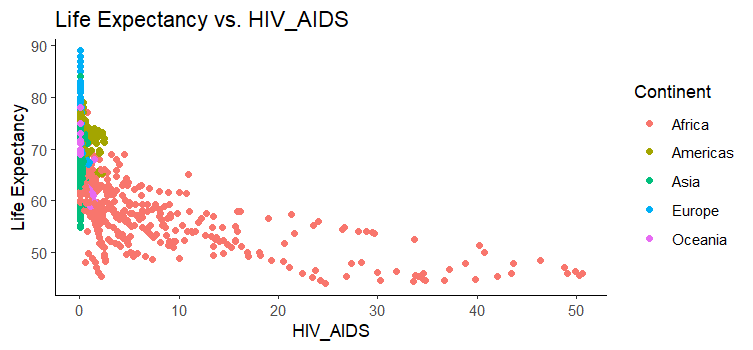 Life Expectancy vs. HIV_AIDS
90
80
70
60
50
Life Expectancy
0
10
20
30
40
50
HIV_AIDS
Continent
Africa
Americas
Asia
Europe
Oceania